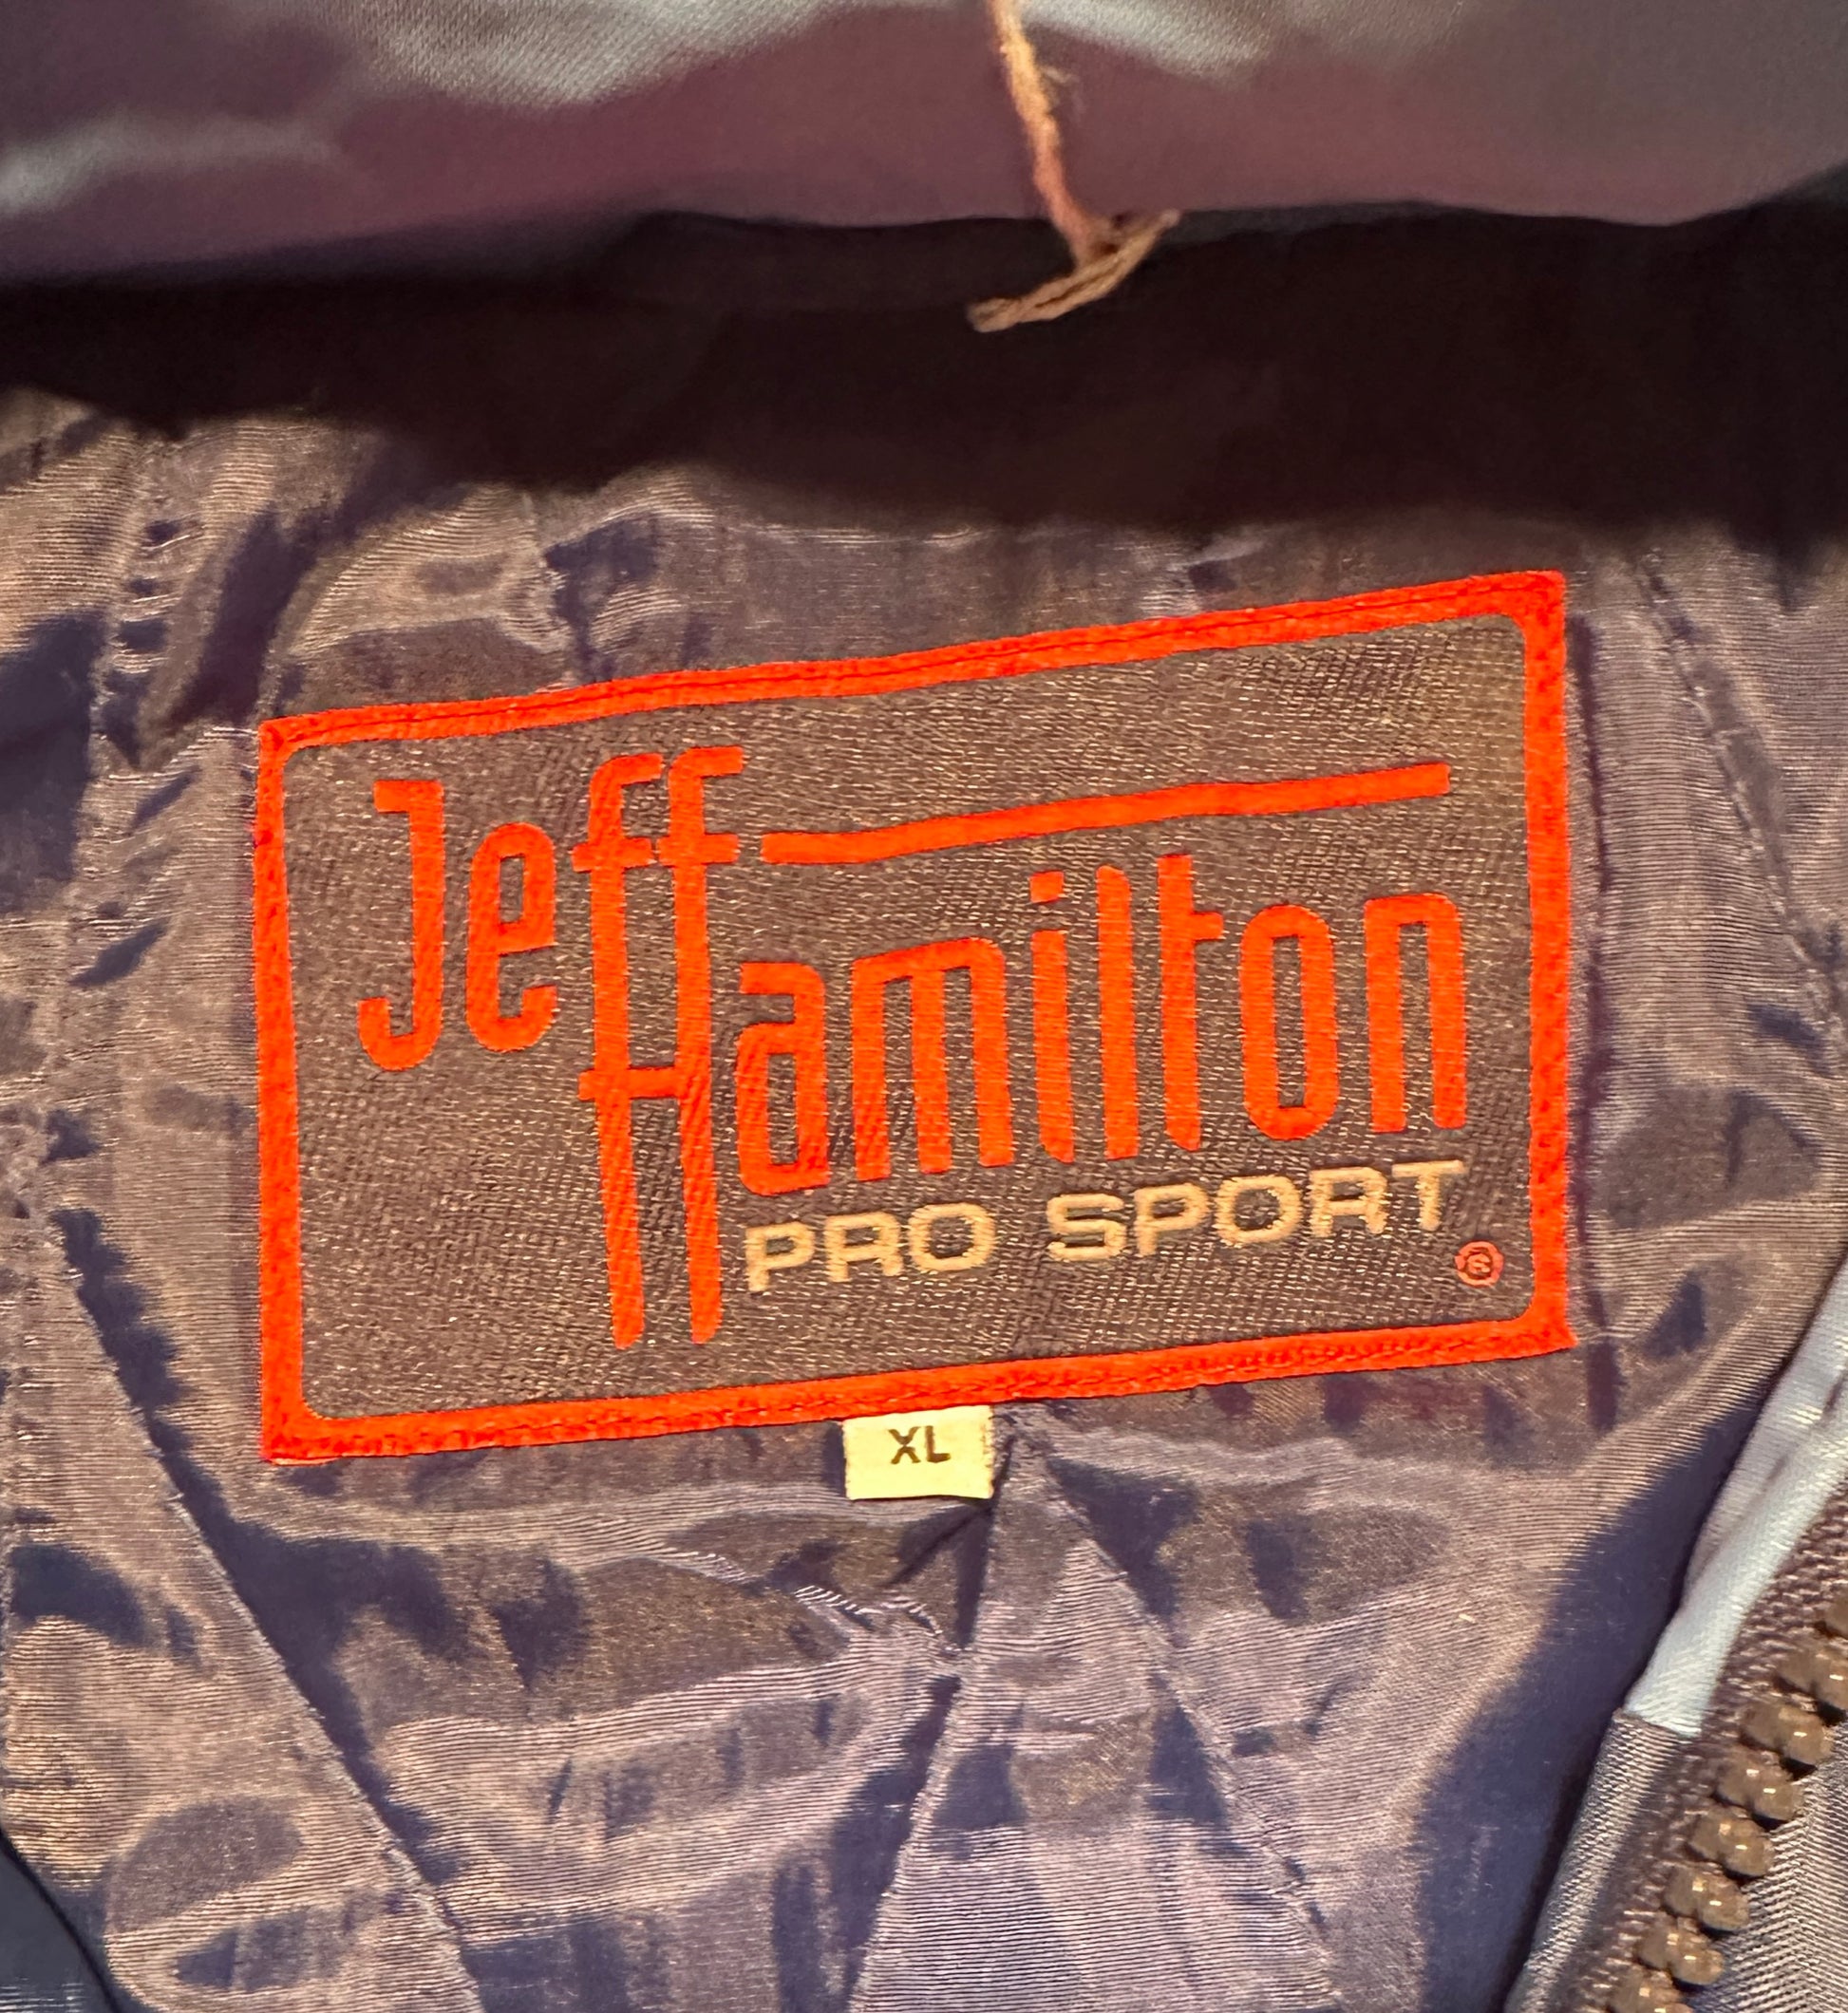 Jeff
Hamilton
PRO SPORT
®
XL